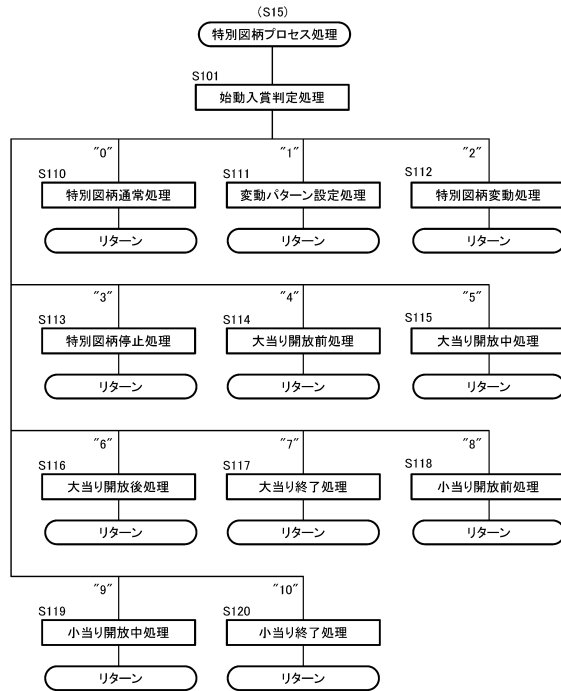 (S15)
特別図柄プロセス処理
S101
始動入賞判定処理
"0"
"1"
"2"
S110
S111
S112
特別図柄通常処理
変動パターン設定処理
特別図柄変動処理
リターン
リターン
リターン
"3"
"4"
"5"
S113
S114
S115
特別図柄停止処理
大当り開放前処理
大当り開放中処理
リターン
リターン
リターン
"6"
"7"
"8"
S116
S117
S118
大当り開放後処理
大当り終了処理
小当り開放前処理
リターン
リターン
リターン
"9"
"10"
S119
S120
小当り開放中処理
小当り終了処理
リターン
リターン